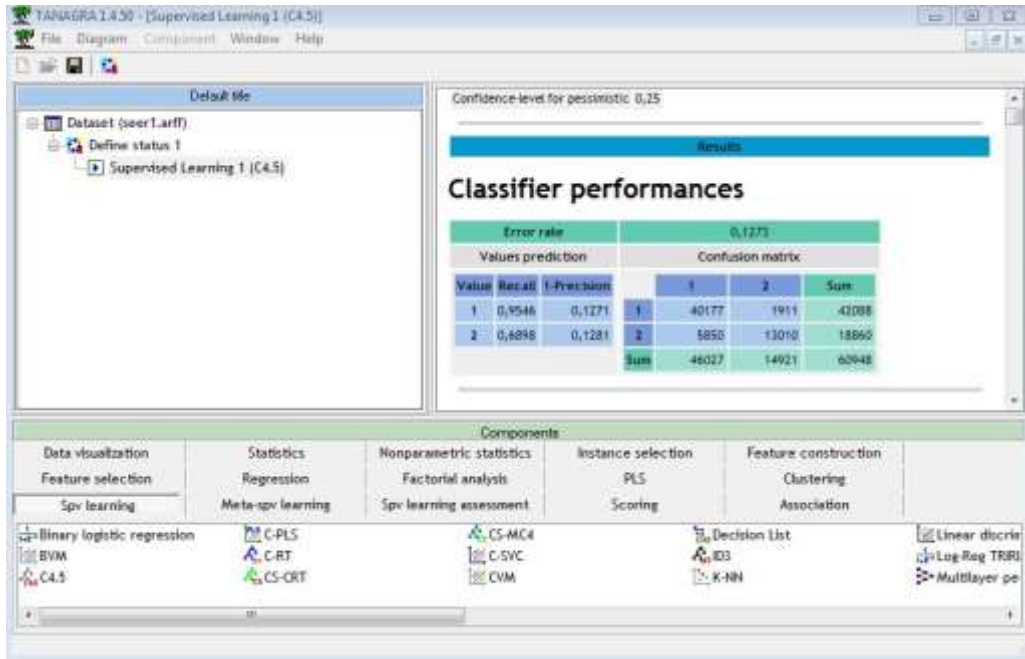 TANAGRA 1.4.50 - [Supervised Learning 1 (C4.5)]
File Diagram Component Window Help
Default title
Dataset (seer1.arff)
Define status 1
Supervised Learning 1 (C4.5)
Confidence-level for pessimistic 0,25
Results
Classifier performances
Error rate 0,1273
Values prediction Confusion matrix
Value Recall 1-Precision 1 2 Sum
1 0,9546 0,1271 1 40177 1911 42088
2 0,6898 0,1281 2 5850 13010 18860
Sum 46027 14921 60948
Components
Data visualization Statistics Nonparametric statistics Instance selection Feature construction
Feature selection Regression Factorial analysis PLS Clustering
Spv learning Meta-spv learning Spv learning assessment Scoring Association
Binary logistic regression C-PLS CS-MC4 Decision List Linear discrim
BVM C-RT C-SVC ID3 Log-Reg TRIRL
C4.5 CS-CRT CVM K-NN Multilayer pe